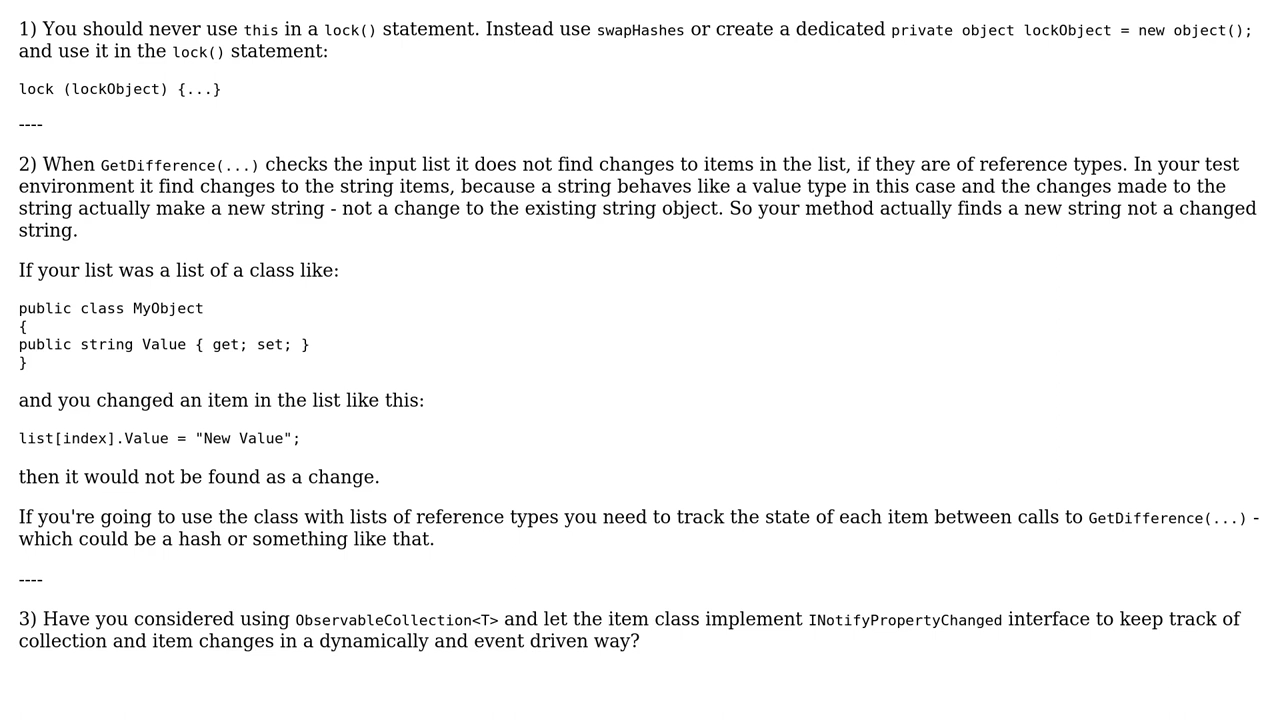 1) You should never use this in a lock() statement. Instead use swapHashes or create a dedicated private object lockObject = new object();
and use it in the lock() statement:
lock (lockObject) {...}
----
2) When GetDifference(...) checks the input list it does not find changes to items in the list, if they are of reference types. In your test
environment it find changes to the string items, because a string behaves like a value type in this case and the changes made to the
string actually make a new string - not a change to the existing string object. So your method actually finds a new string not a changed
string.
If your list was a list of a class like:
public class MyObject
{
public string Value { get; set; }
}
and you changed an item in the list like this:
list[index].Value = "New Value";
then it would not be found as a change.
If you're going to use the class with lists of reference types you need to track the state of each item between calls to GetDifference(...) -
which could be a hash or something like that.
----
3) Have you considered using ObservableCollection<T> and let the item class implement INotifyPropertyChanged interface to keep track of
collection and item changes in a dynamically and event driven way?